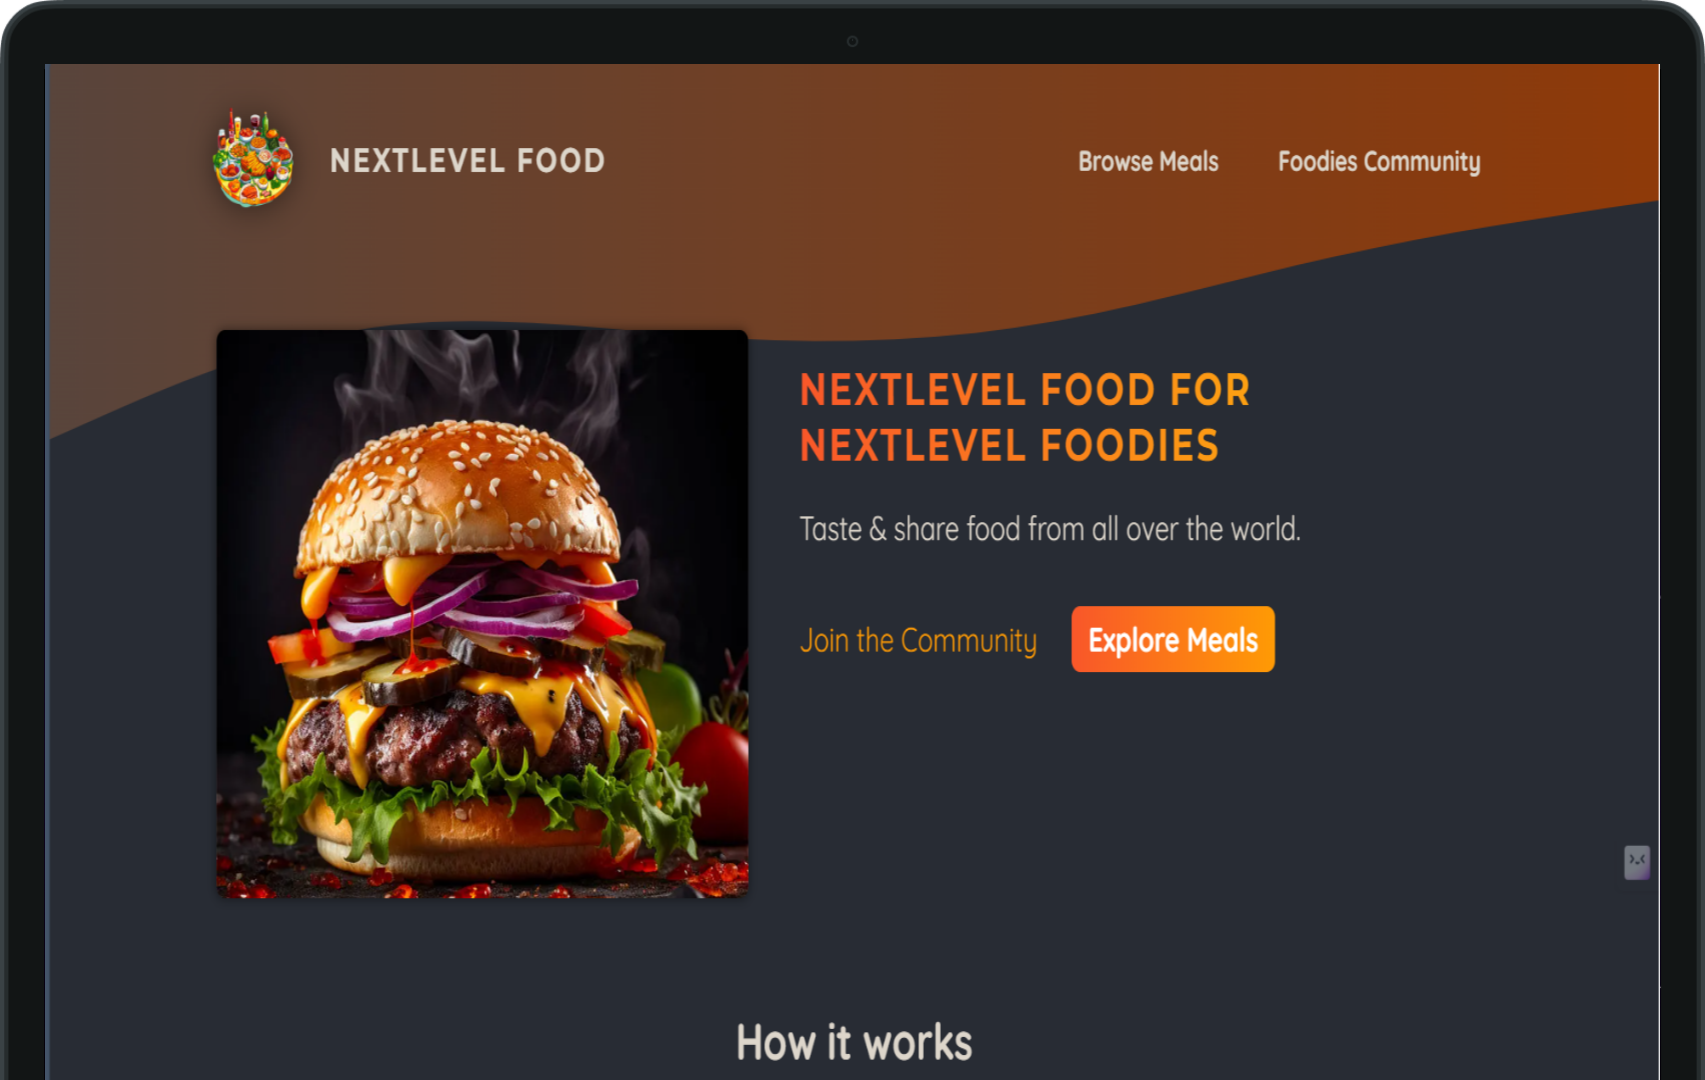 NEXTLEVEL FOOD
Browse Meals
Foodies Community
NEXTLEVEL FOOD FOR
NEXTLEVEL FOODIES
Taste & share food from all over the world.
Join the Community
Explore Meals
How it works